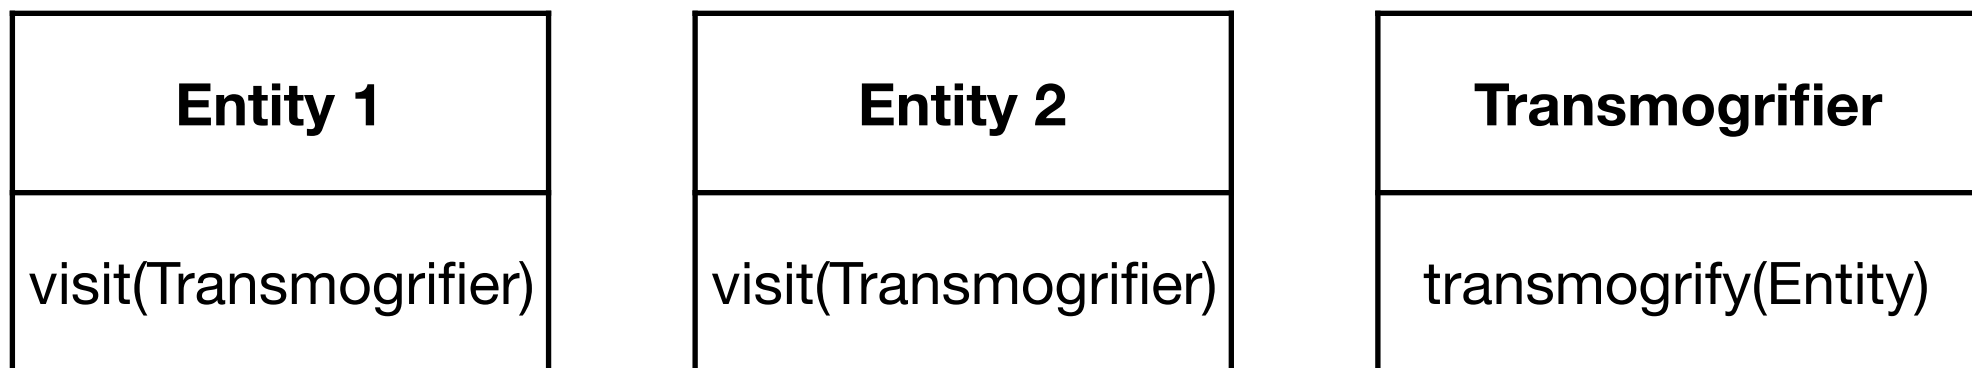 Entity 1
visit(Transmogrifier)
Entity 2
visit(Transmogrifier)
Transmogrifier
transmogrify(Entity)